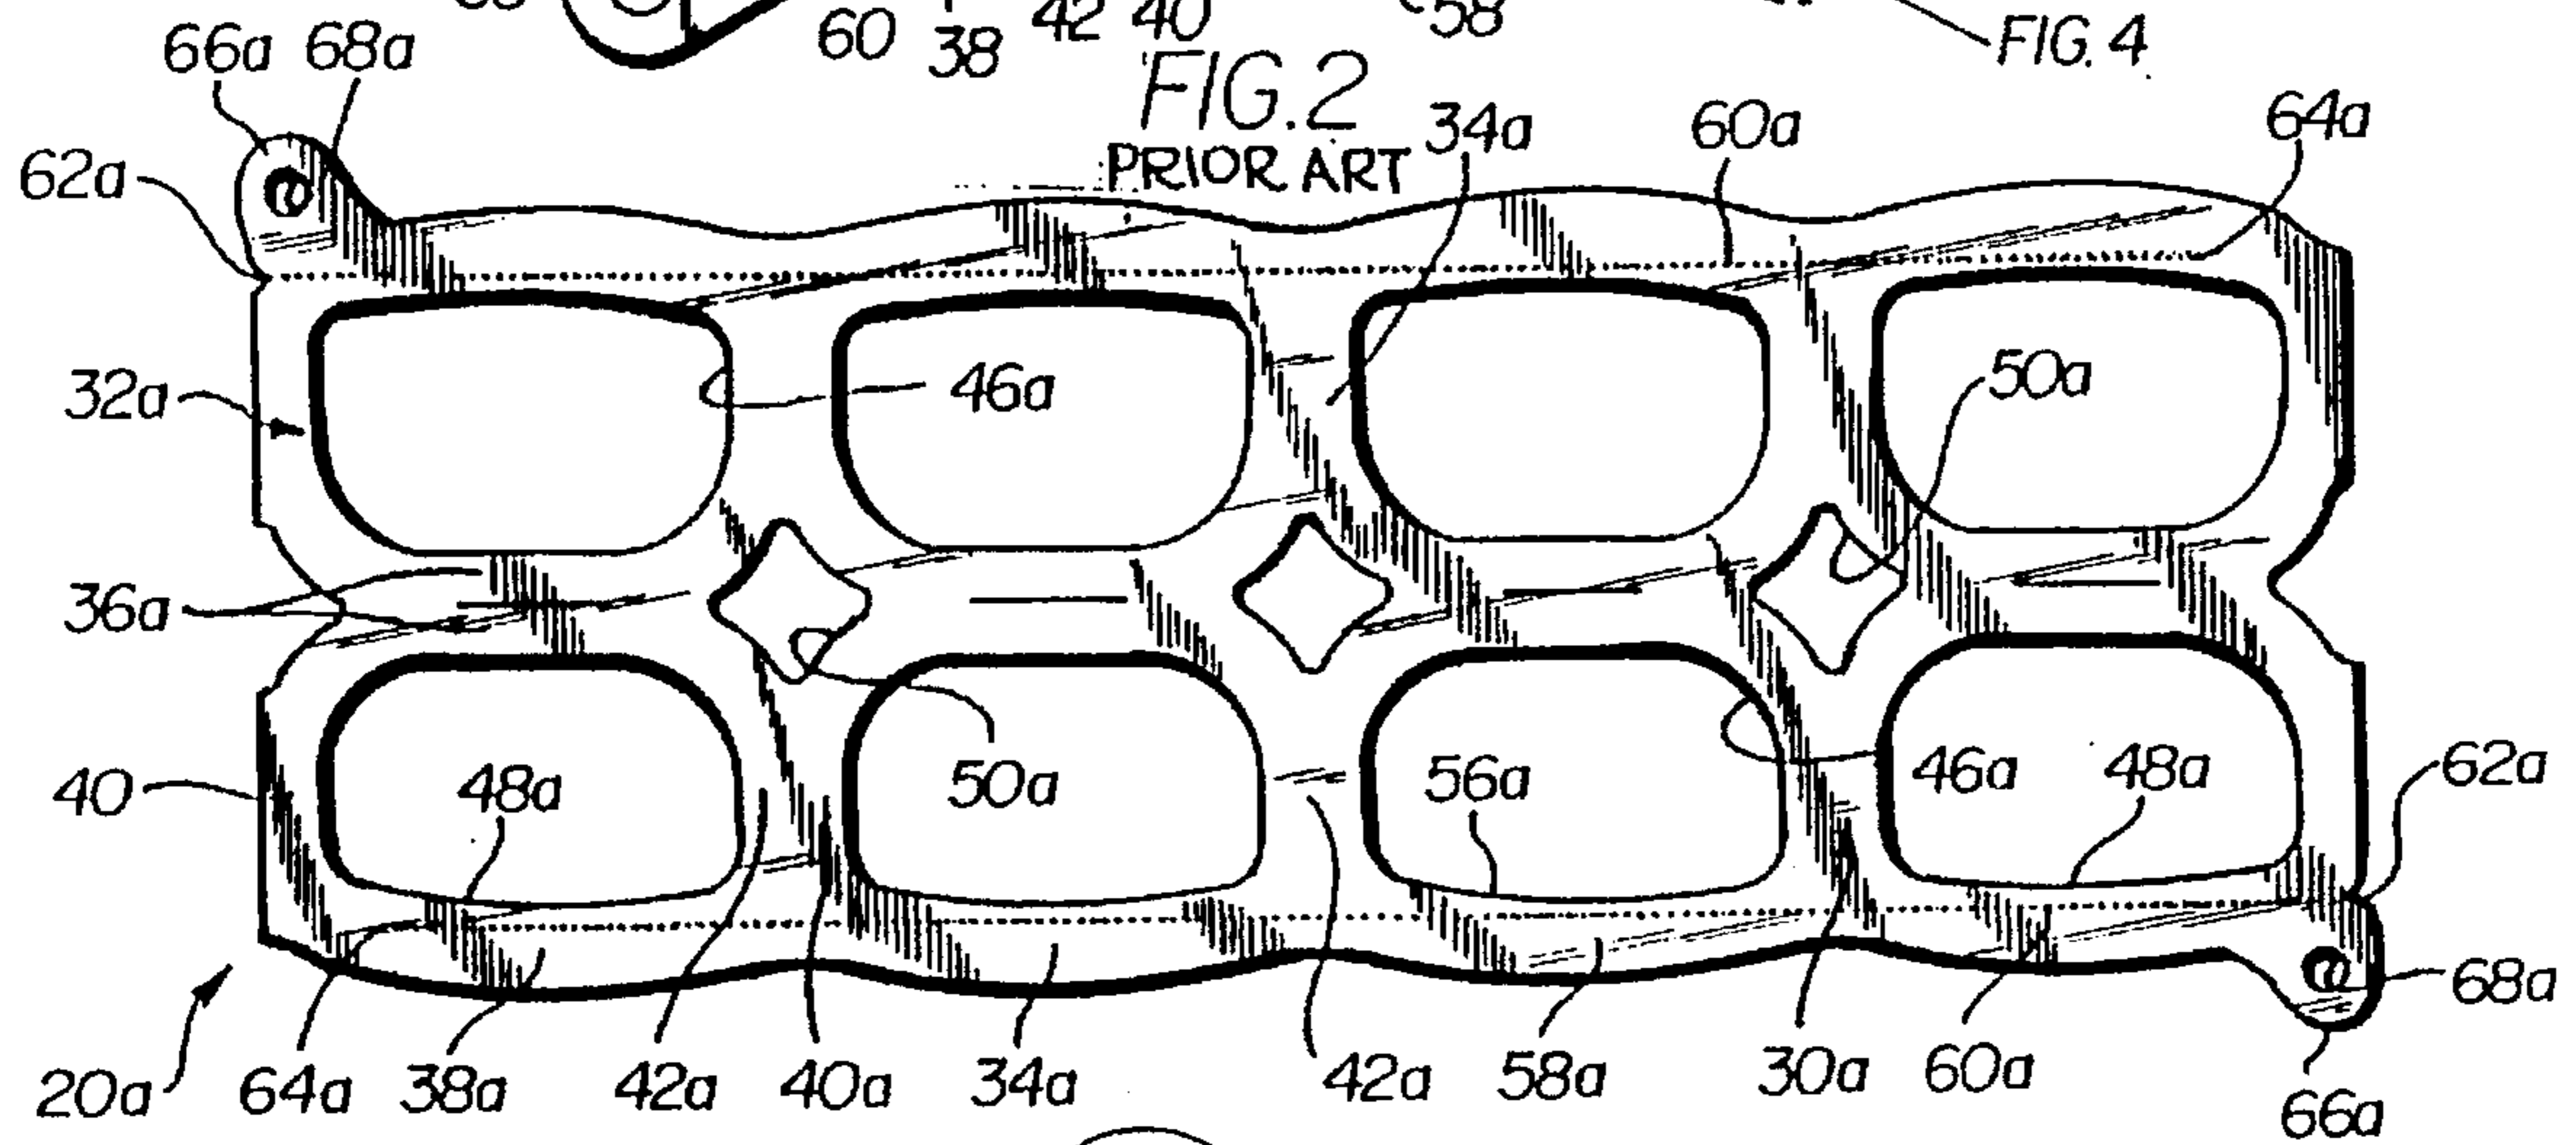 60 38 42 40 58
FIG. 4
66a 68a
FIG. 2
PRIOR ART
34a 60a 64a
62a
32a 46a 50a
36a
40 48a 50a 56a 46a 48a 62a
68a
20a 64a 38a 42a 40a 34a 42a 58a 30a 60a
66a